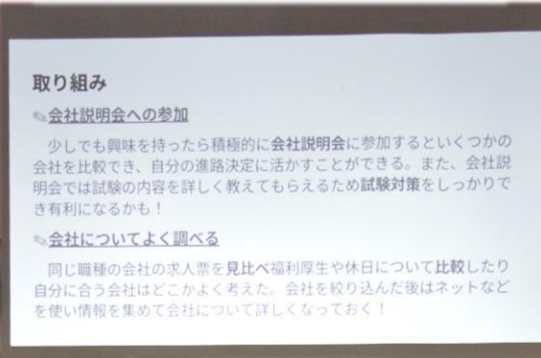 取り組み
✎会社説明会への参加
少しでも興味を持ったら積極的に会社説明会に参加するといくつかの
会社を比較でき、自分の進路決定に活かすことができる。また、会社説
明会では試験の内容を詳しく教えてもらえるため試験対策をしっかりで
き有利になるかも！
✎会社についてよく調べる
同じ職種の会社の求人票を見比べ福利厚生や休日について比較したり
自分に合う会社はどこかよく考えた。会社を絞り込んだ後はネットなど
を使い情報を集めて会社について詳しくなっておく！